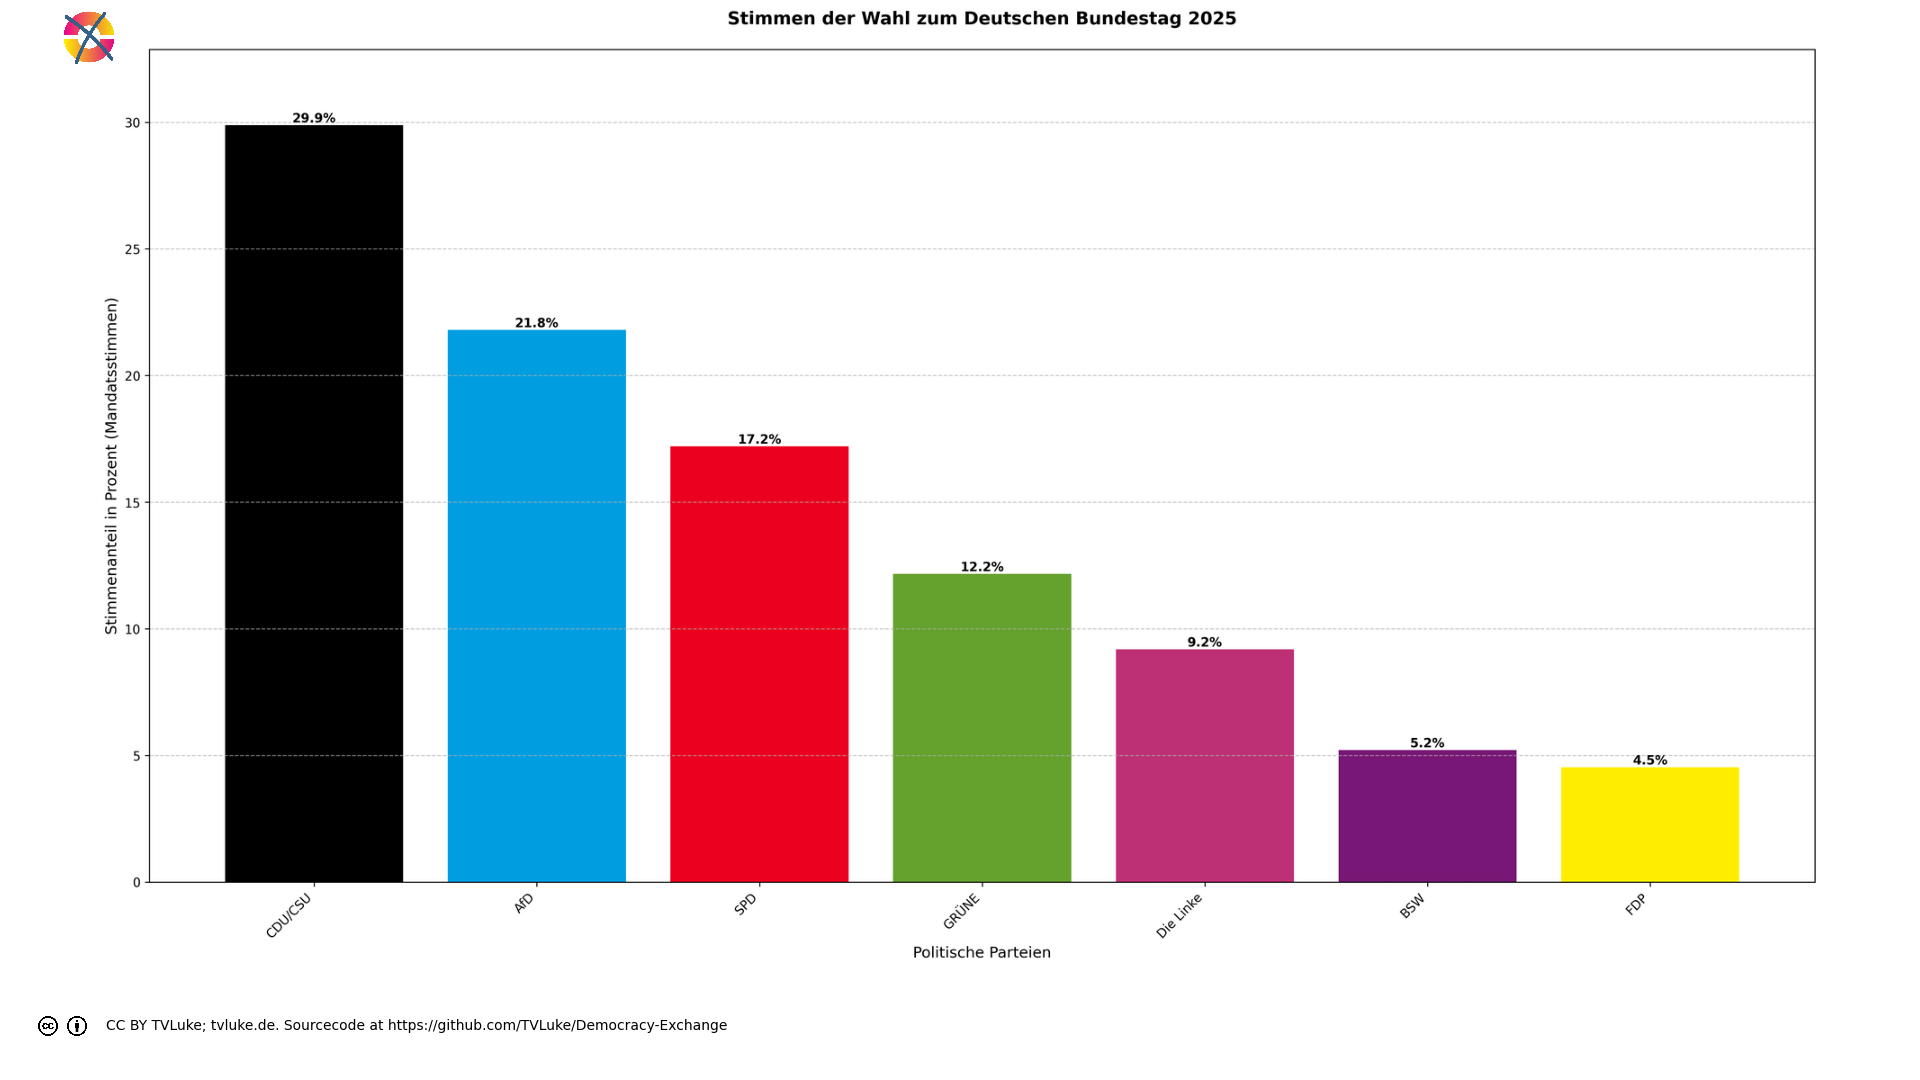 Stimmen der Wahl zum Deutschen Bundestag 2025
Stimmenanteil in Prozent (Mandatsstimmen)
30
25
20
15
10
5
0
29.9%
21.8%
17.2%
12.2%
9.2%
5.2%
4.5%
CDU/CSU
AfD
SPD
GRÜNE
Die Linke
BSW
FDP
Politische Parteien
cc
CC BY TVLuke; tvluke.de. Sourcecode at https://github.com/TVLuke/Democracy-Exchange